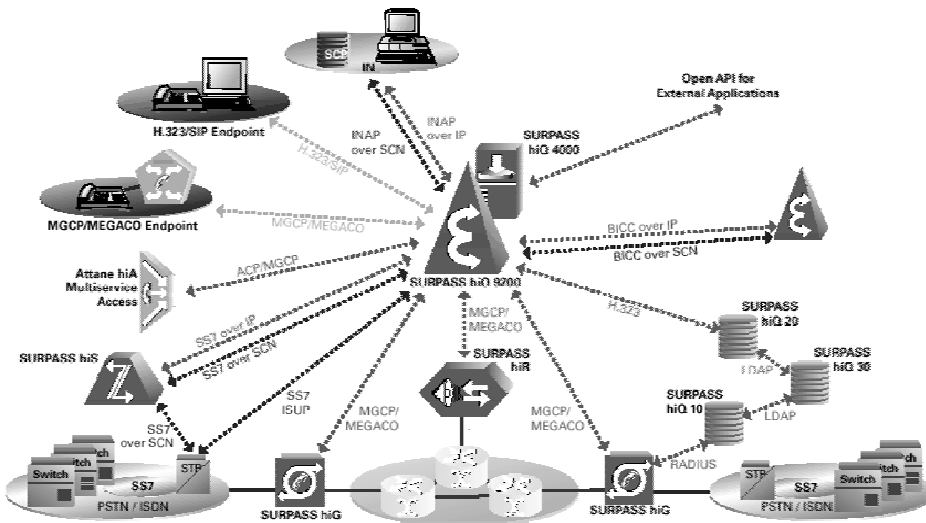 SCP
IN
H.323/SIP Endpoint
INAP
over SCN
INAP
over IP
SURPASS
hiQ 4000
Open API for
External Applications
H.323/SIP
MGCP/MEGACO Endpoint
MGCP/MEGACO
BICC over IP
BICC over SCN
Attane hiA
Multiservice
Access
ACP/MGCP
SURPASS hiQ 9200
SS7 over IP
SS7 over SCN
MGCP/
MEGACO
H.323
SURPASS
hiQ 20
SURPASS hiS
SURPASS
hiR
LDAP
SURPASS
hiQ 30
SS7
ISUP
MGCP/
MEGACO
MGCP/
MEGACO
SURPASS
hiQ 10
LDAP
SS7
over SCN
RADIUS
Switch
STP
SS7
PSTN / ISDN
SURPASS hiG
SURPASS hiG
STP
SS7
Switch
PSTN / ISDN